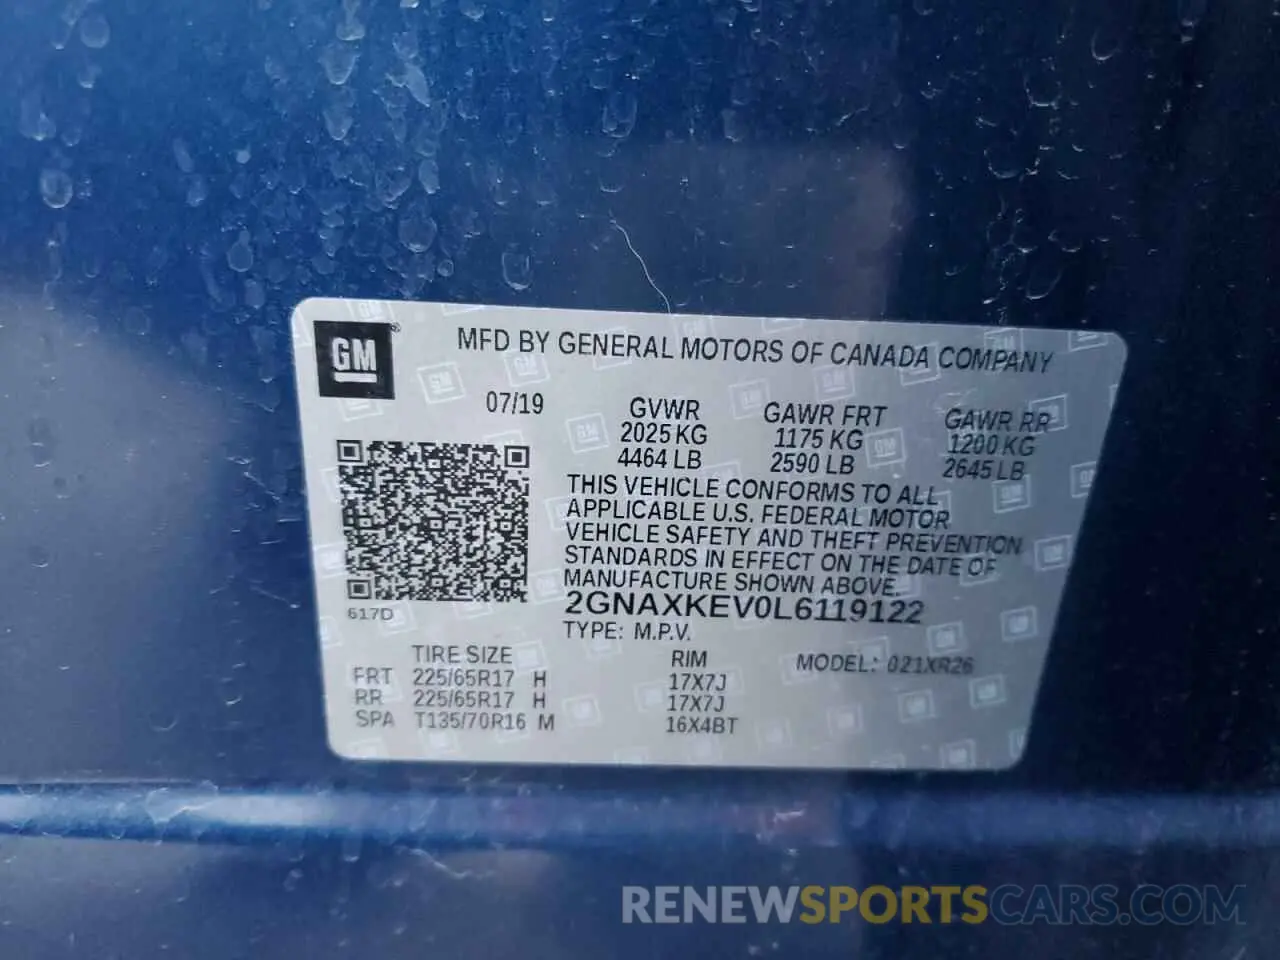 GM®
MFD BY GENERAL MOTORS OF CANADA COMPANY
07/19
GVWR GAWR FRT GAWR RR
2025 KG 1175 KG 1200 KG
4464 LB 2590 LB 2645 LB
THIS VEHICLE CONFORMS TO ALL
APPLICABLE U.S. FEDERAL MOTOR
VEHICLE SAFETY AND THEFT PREVENTION
STANDARDS IN EFFECT ON THE DATE OF
MANUFACTURE SHOWN ABOVE.
2GNAXKEV0L6119122
617D
TYPE: M.P.V.
TIRE SIZE RIM MODEL: 021XR26
FRT 225/65R17 H 17X7J
RR 225/65R17 H 17X7J
SPA T135/70R16 M 16X4BT
RENEWSPORTSCARS.COM